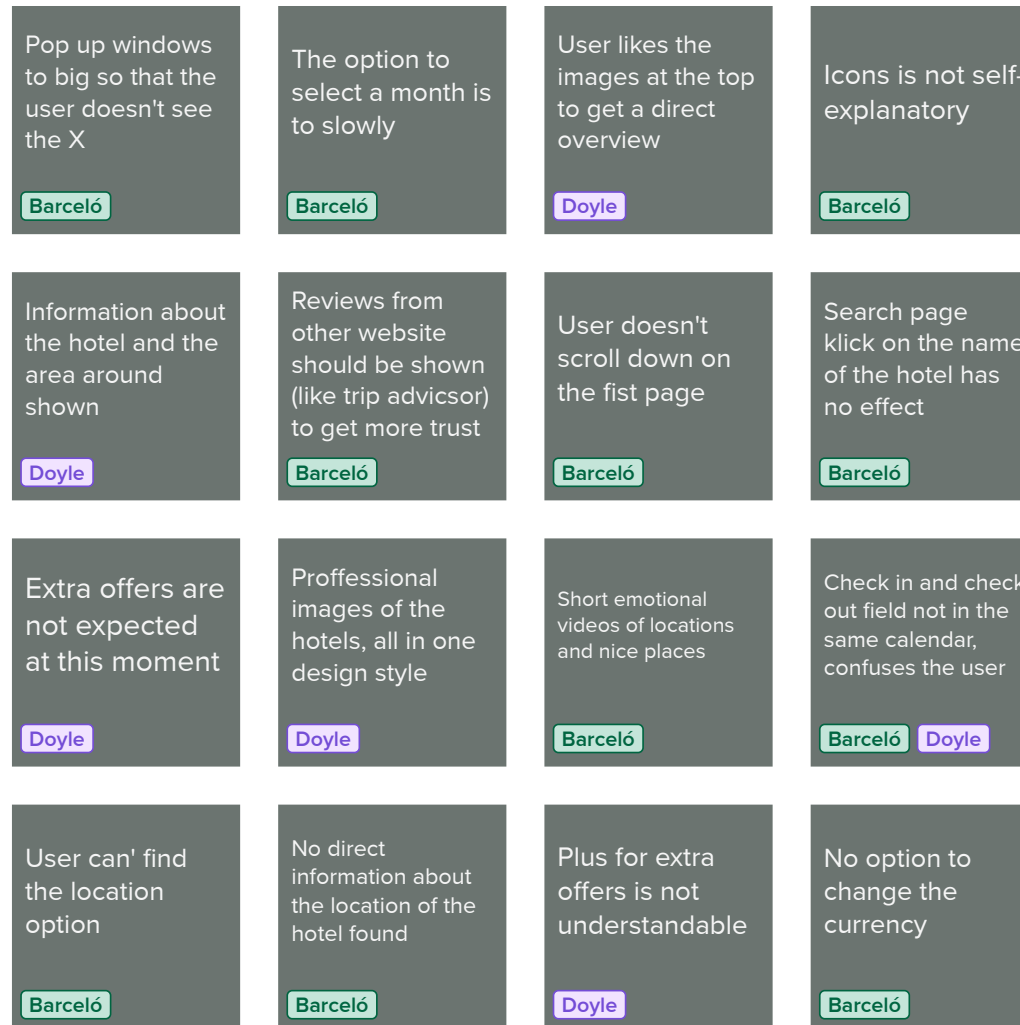 Pop up windows
to big so that the
user doesn't see
the X
Barceló
The option to
select a month is
to slowly
Barceló
User likes the
images at the top
to get a direct
overview
Doyle
Icons is not self-
explanatory
Barceló
Information about
the hotel and the
area around
shown
Doyle
Reviews from
other website
should be shown
(like trip advicsor)
to get more trust
Barceló
User doesn't
scroll down on
the fist page
Barceló
Search page
klick on the name
of the hotel has
no effect
Barceló
Extra offers are
not expected
at this moment
Doyle
Proffessional
images of the
hotels, all in one
design style
Doyle
Short emotional
videos of locations
and nice places
Barceló
Check in and check
out field not in the
same calendar,
confuses the user
Barceló Doyle
User can' find
the location
option
Barceló
No direct
information about
the location of the
hotel found
Barceló
Plus for extra
offers is not
understandable
Doyle
No option to
change the
currency
Barceló